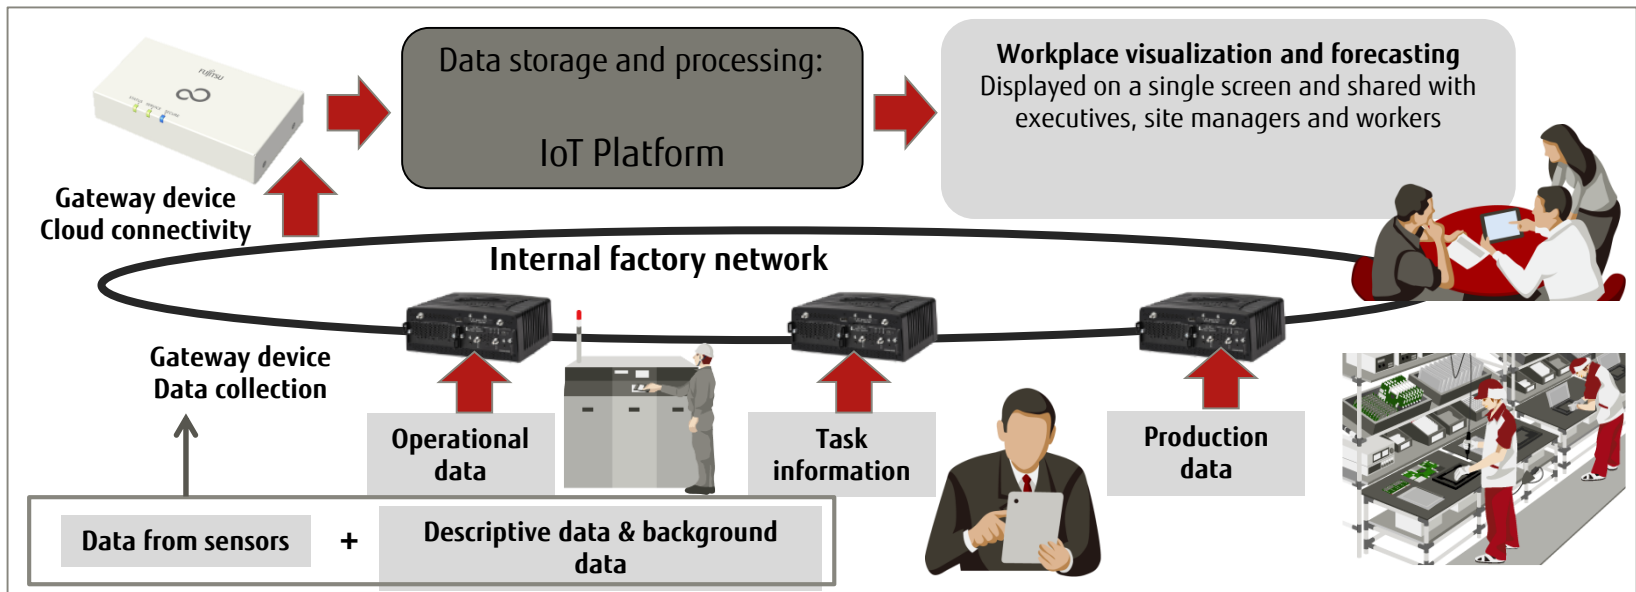 FUJITSU
Data storage and processing:
IoT Platform
Workplace visualization and forecasting
Displayed on a single screen and shared with
executives, site managers and workers
Gateway device
Cloud connectivity
Internal factory network
Gateway device
Data collection
Operational
data
Task
information
Production
data
Data from sensors
+
Descriptive data & background
data